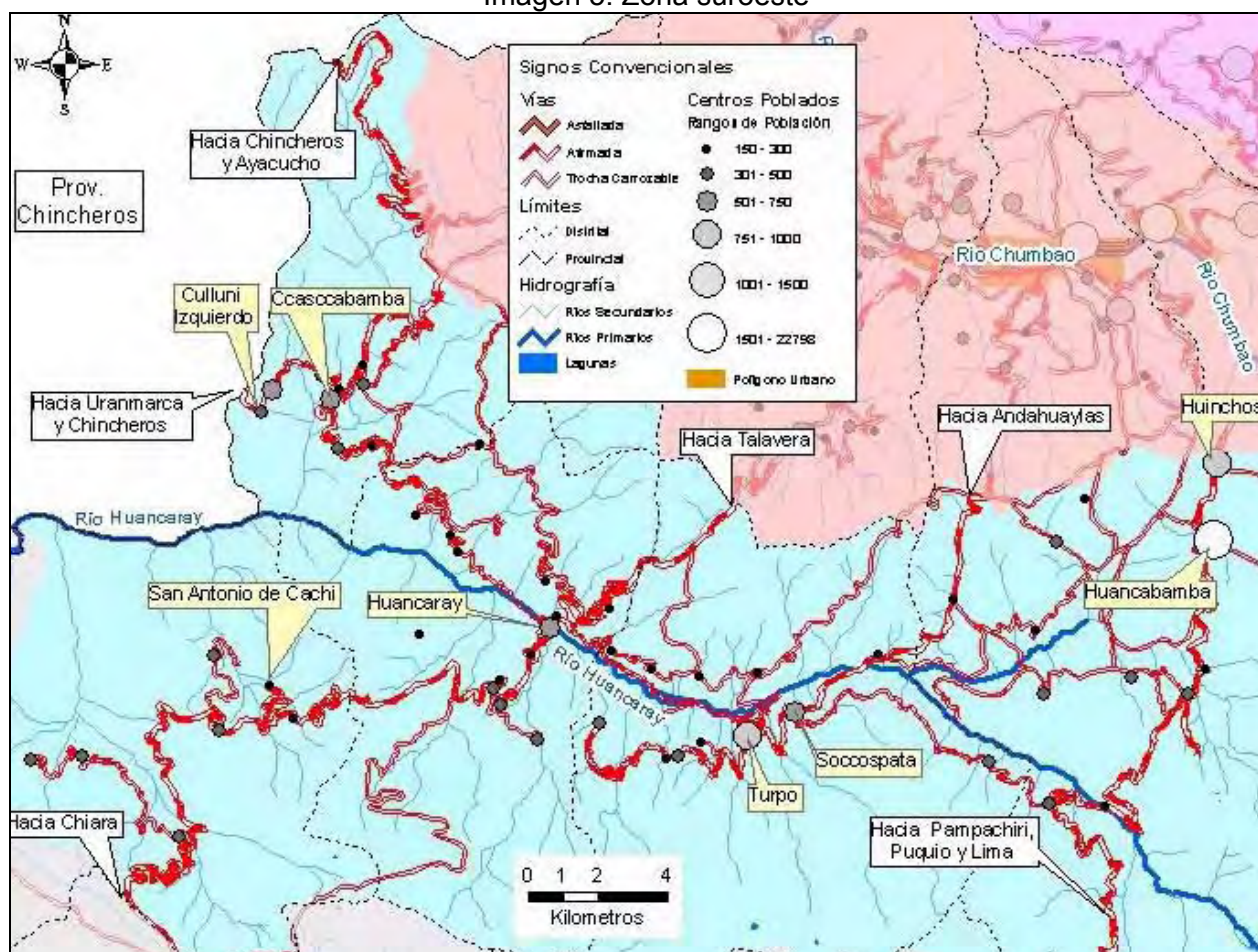 Imagen 3: Zona suroeste
N
W E
S
Hacia Chincheros
y Ayacucho
Prov.
Chincheros
Signos Convencionales
Vías
Asfaltada
Afirmada
Trocha Carrozable
Límites
Distrital
Provincial
Hidrografía
Ríos Secundarios
Ríos Primarios
Lagunas
Centros Poblados
Rangos de Población
150 - 300
301 - 500
501 - 750
751 - 1000
1001 - 1500
1501 - 22798
Polígono Urbano
Río Chumbao
Río Chumbao
Culluni
Izquierdo
Ccasccabamba
Hacia Uranmarca
y Chincheros
Hacia Talavera
Hacia Andahuaylas
Huinchos
Río Huancaray
San Antonio de Cachi
Huancaray
Huancabamba
Río Huancaray
Soccospata
Turpo
Hacia Chiara
Hacia Pampachiri,
Puquio y Lima
0 1 2 4
Kilometros